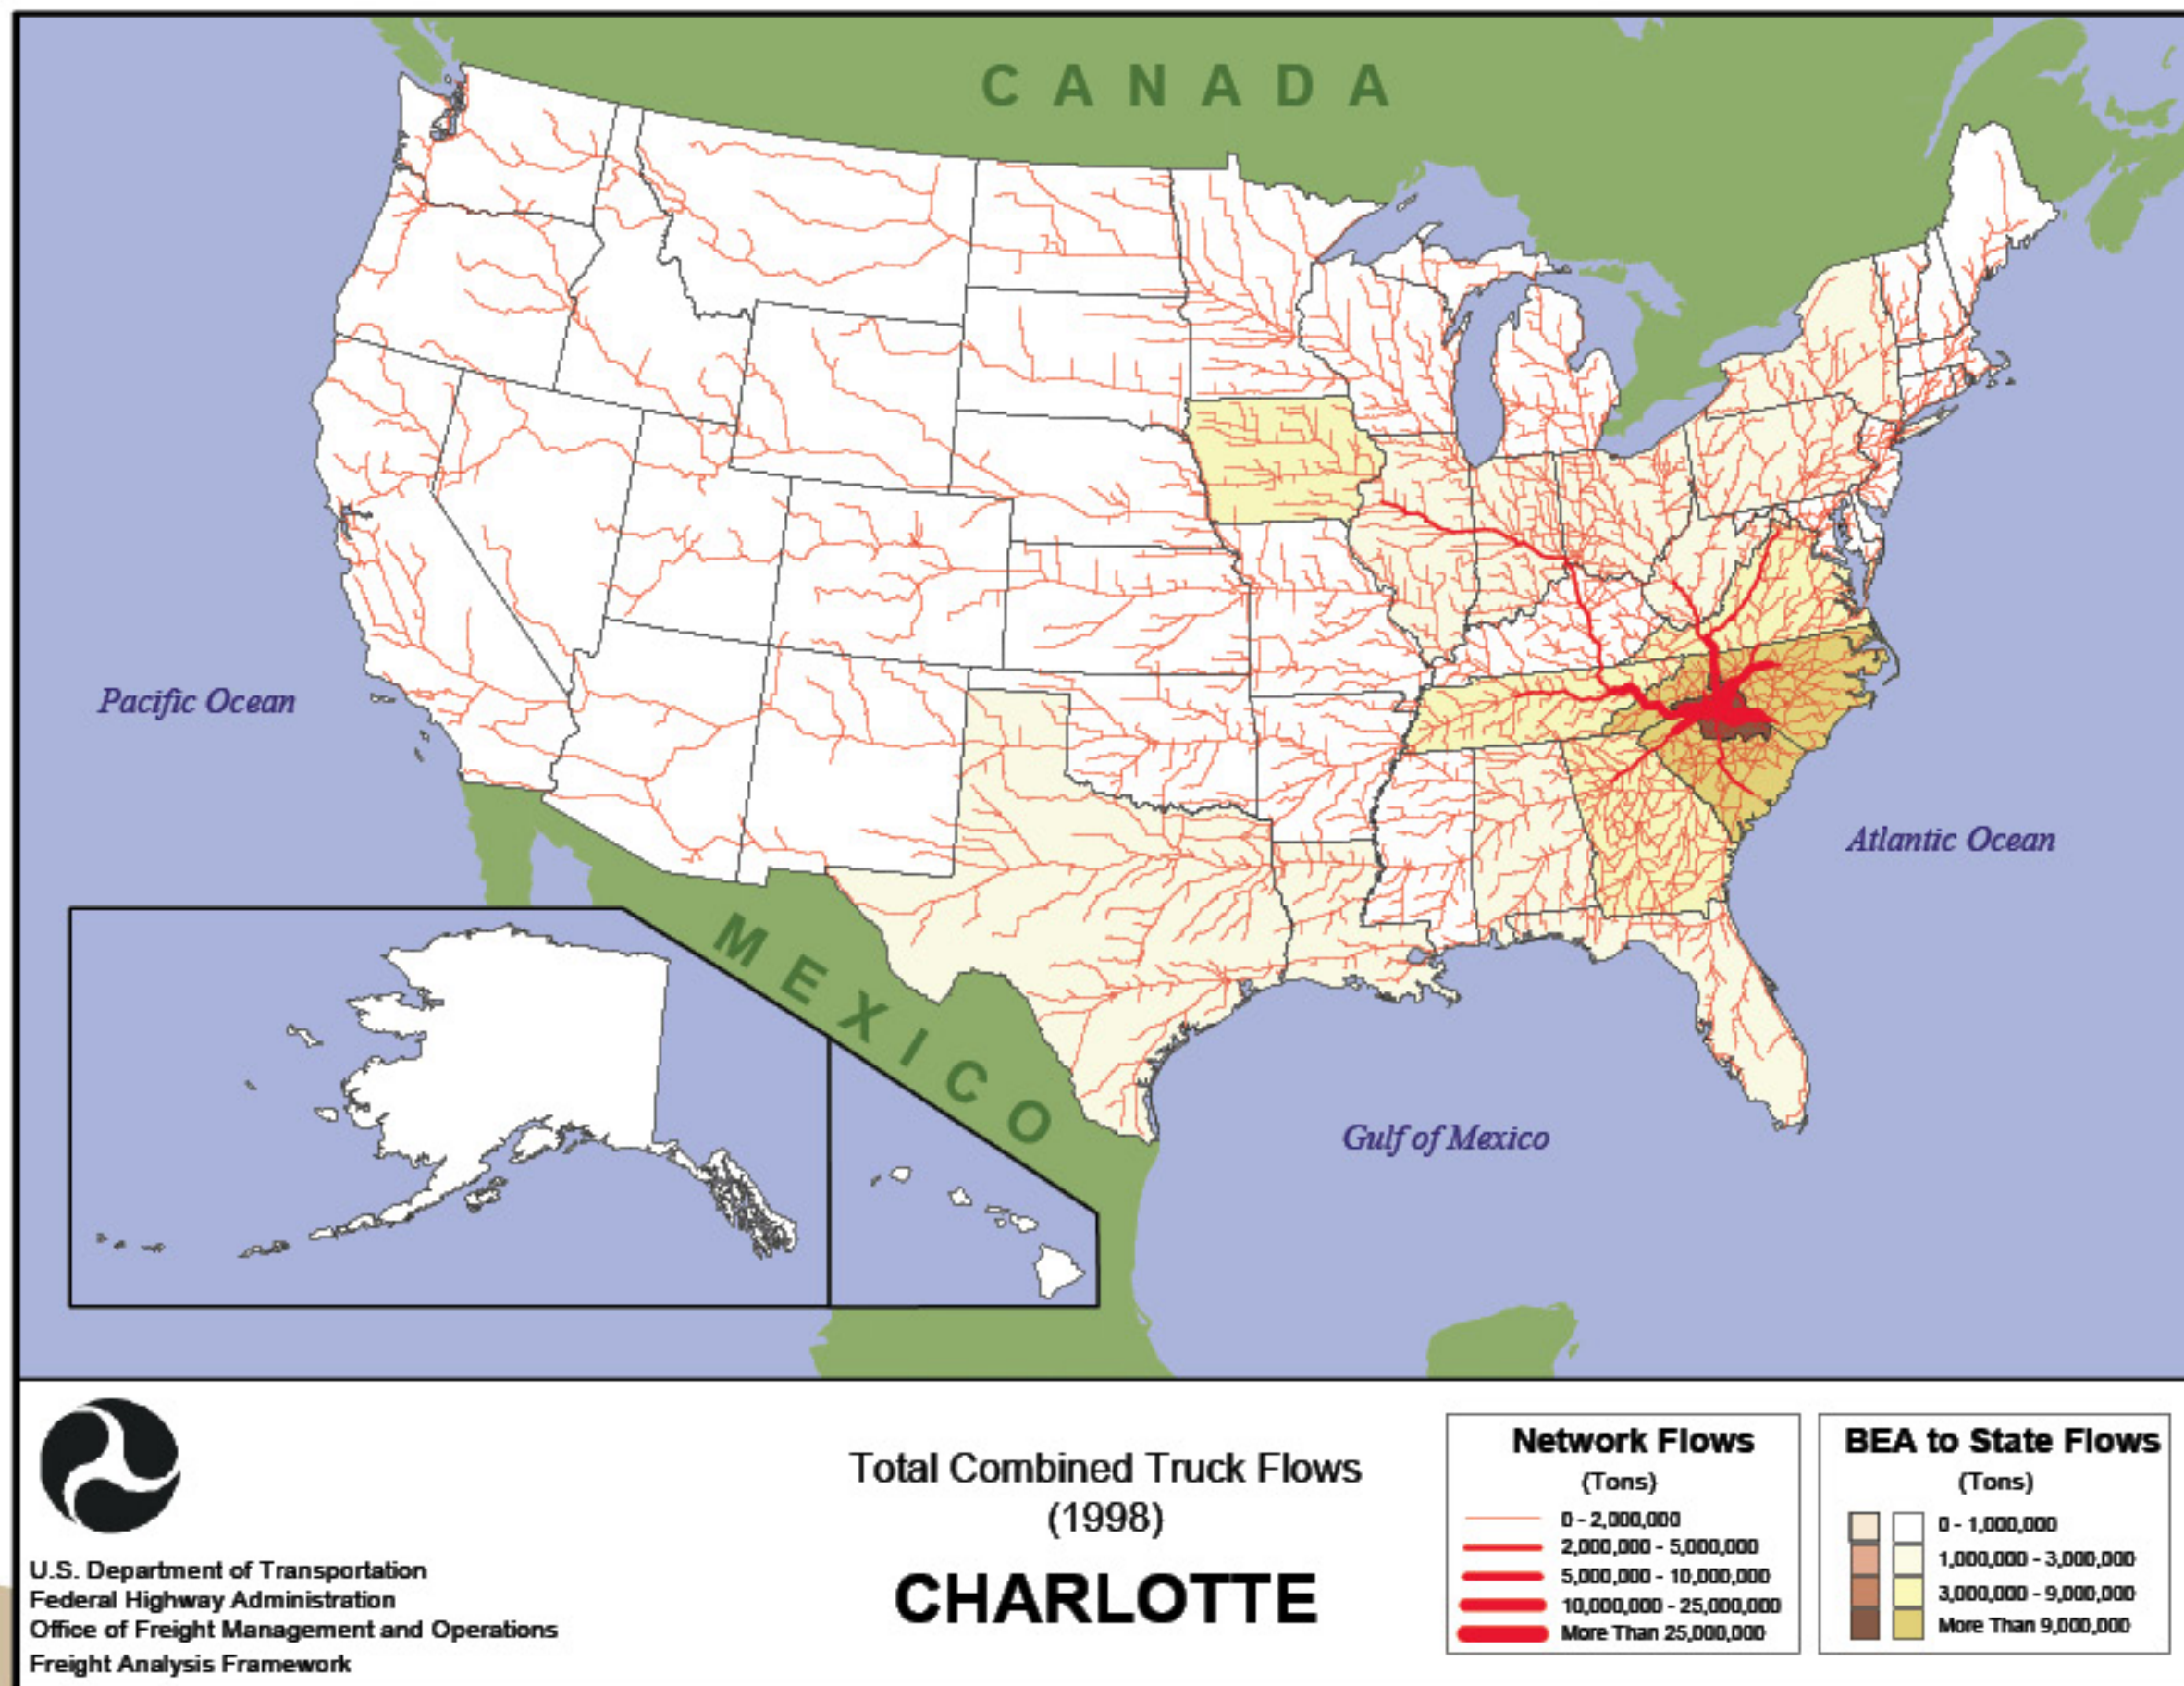 CANADA
Pacific Ocean
Atlantic Ocean
MEXICO
Gulf of Mexico
U.S. Department of Transportation
Federal Highway Administration
Office of Freight Management and Operations
Freight Analysis Framework
Total Combined Truck Flows
(1998)
CHARLOTTE
Network Flows
(Tons)
0 - 2,000,000
2,000,000 - 5,000,000
5,000,000 - 10,000,000
10,000,000 - 25,000,000
More Than 25,000,000
BEA to State Flows
(Tons)
0 - 1,000,000
1,000,000 - 3,000,000
3,000,000 - 9,000,000
More Than 9,000,000